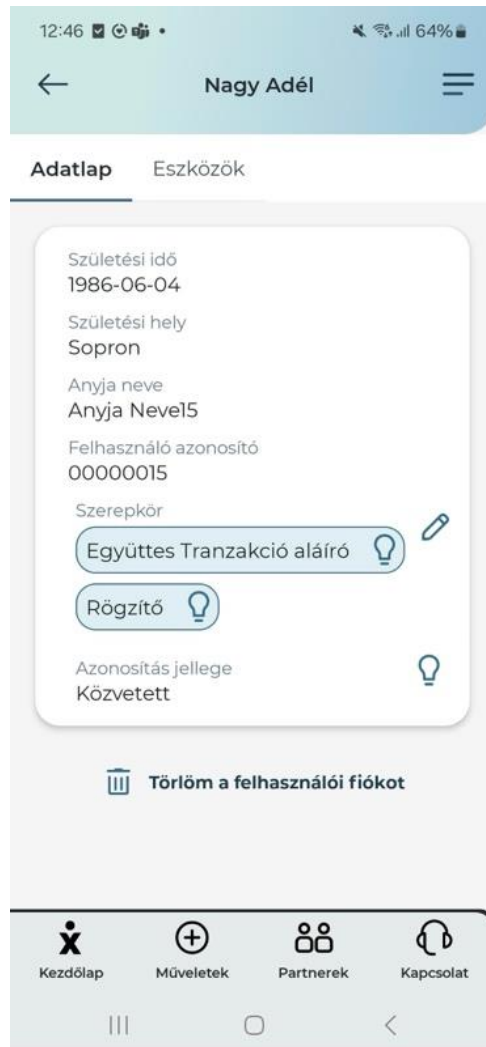 12:46 64%
Nagy Adél
Adatlap Eszközök
Születési idő
1986-06-04
Születési hely
Sopron
Anyja neve
Anyja Neve15
Felhasználó azonosító
00000015
Szerepkör
Együttes Tranzakció aláíró
Rögzítő
Azonosítás jellege
Közvetett
Törlöm a felhasználói fiókot
Kezdőlap Műveletek Partnerek Kapcsolat